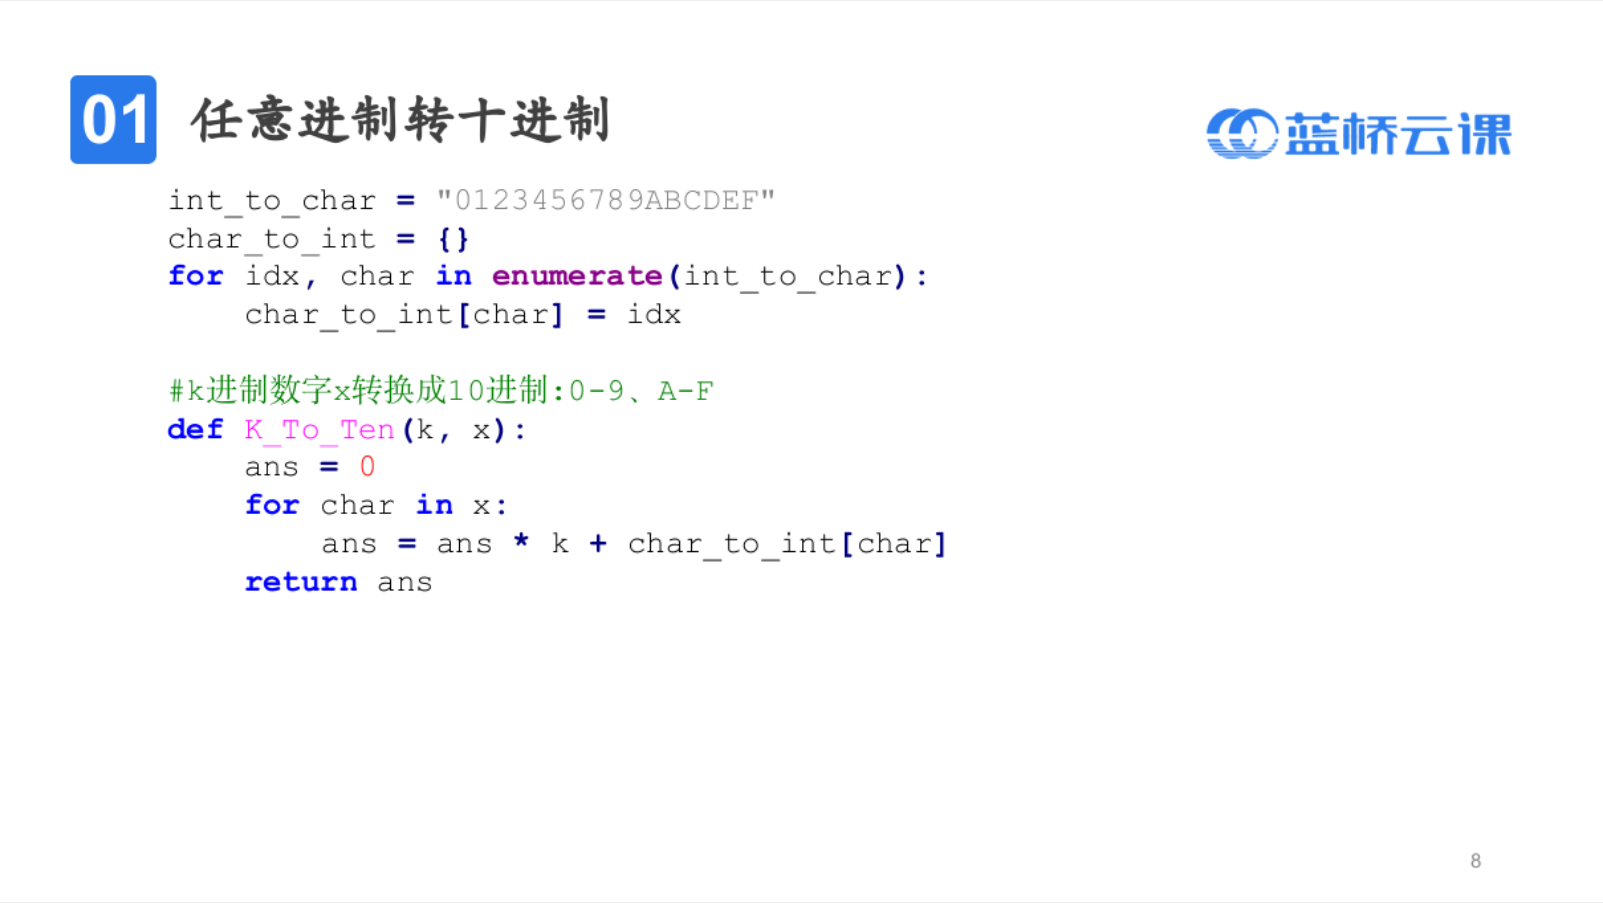 01 任意进制转十进制
蓝桥云课
int_to_char = "0123456789ABCDEF"
char_to_int = {}
for idx, char in enumerate(int_to_char):
    char_to_int[char] = idx
#k进制数字x转换成10进制:0-9、A-F
def K_To_Ten(k, x):
    ans = 0
    for char in x:
        ans = ans * k + char_to_int[char]
    return ans
8